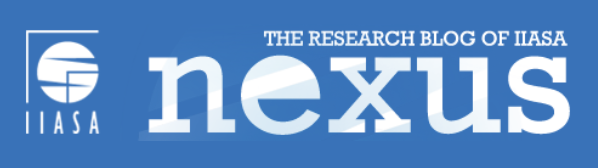 IIASA
THE RESEARCH BLOG OF IIASA
nexus